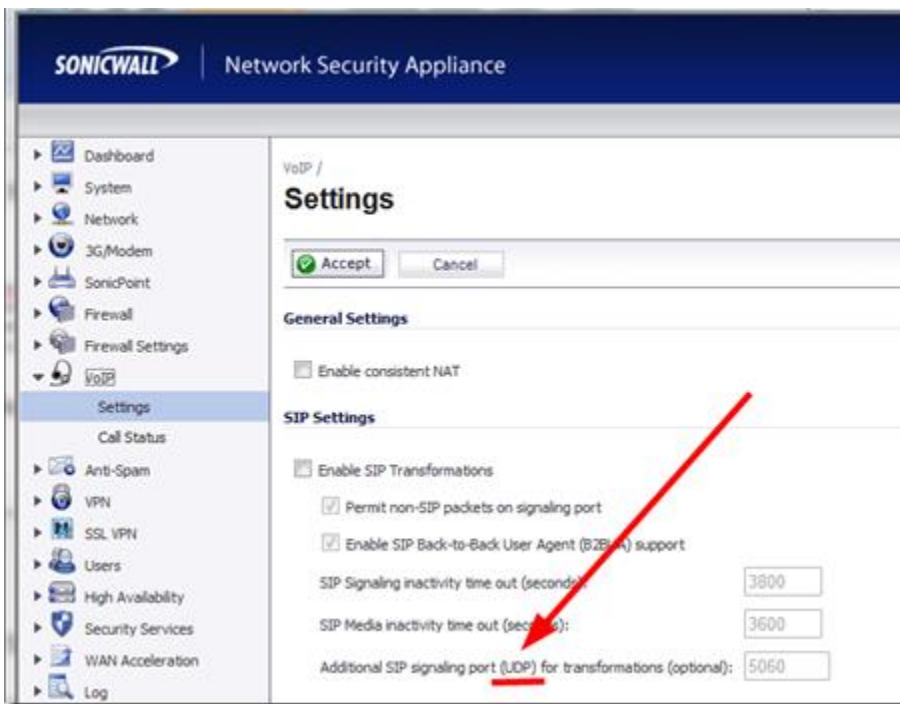 SONICWALL | Network Security Appliance
Dashboard
System
Network
3G/Modem
SonicPoint
Firewall
Firewall Settings
VoIP
Settings
Call Status
Anti-Spam
VPN
SSL VPN
Users
High Availability
Security Services
WAN Acceleration
Log
VoIP /
Settings
Accept Cancel
General Settings
Enable consistent NAT
SIP Settings
Enable SIP Transformations
Permit non-SIP packets on signaling port
Enable SIP Back-to-Back User Agent (B2BUA) support
SIP Signaling inactivity time out (seconds): 3800
SIP Media inactivity time out (seconds): 3600
Additional SIP signaling port (UDP) for transformations (optional): 5060